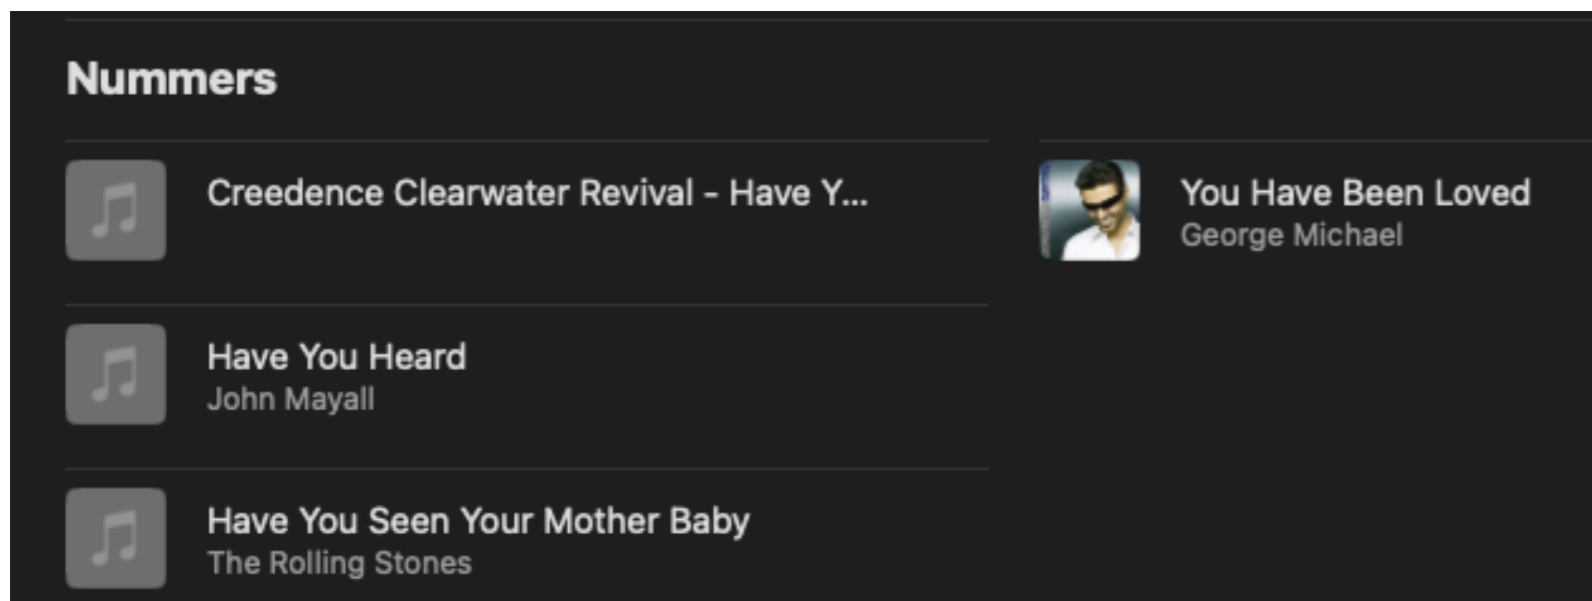 Nummers
Creedence Clearwater Revival - Have Y...
Have You Heard
John Mayall
Have You Seen Your Mother Baby
The Rolling Stones
You Have Been Loved
George Michael